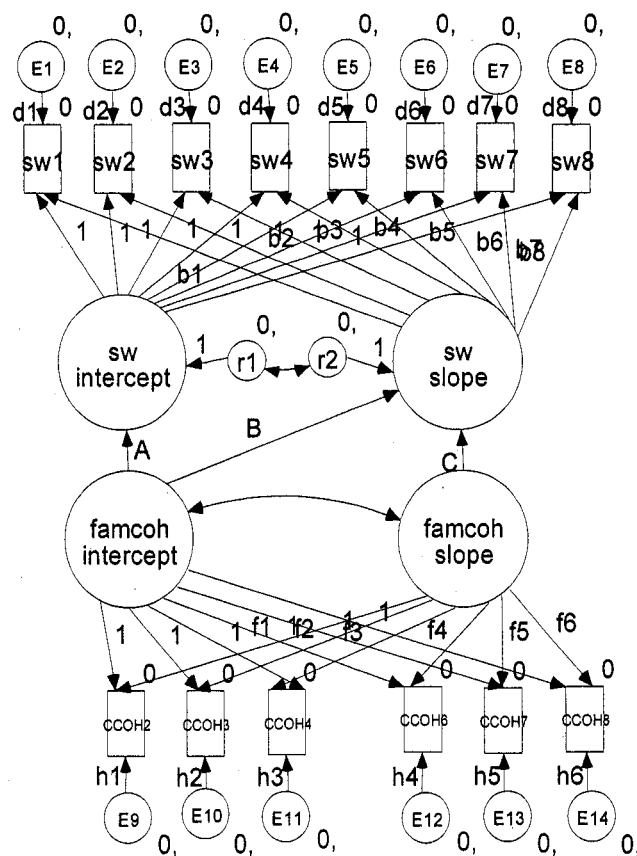 0, 0, 0, 0, 0, 0, 0, 0,
E1 E2 E3 E4 E5 E6 E7 E8
d1 0 d2 0 d3 0 d4 0 d5 0 d6 0 d7 0 d8 0
sw1 sw2 sw3 sw4 sw5 sw6 sw7 sw8
1 1 1 1 b2 1 b3 1 b4 b5 b6 b7 b8
b1
0, 0,
sw intercept 1 r1 r2 1 sw slope
A B C
famcoh intercept famcoh slope
1 1 1 f1 1 f2 1 f3 1 f4 f5 f6
0 0 0 0 0 0
CCOH2 CCOH3 CCOH4 CCOH6 CCOH7 CCOH8
h1 h2 h3 h4 h5 h6
E9 E10 E11 E12 E13 E14
0, 0, 0, 0, 0, 0,